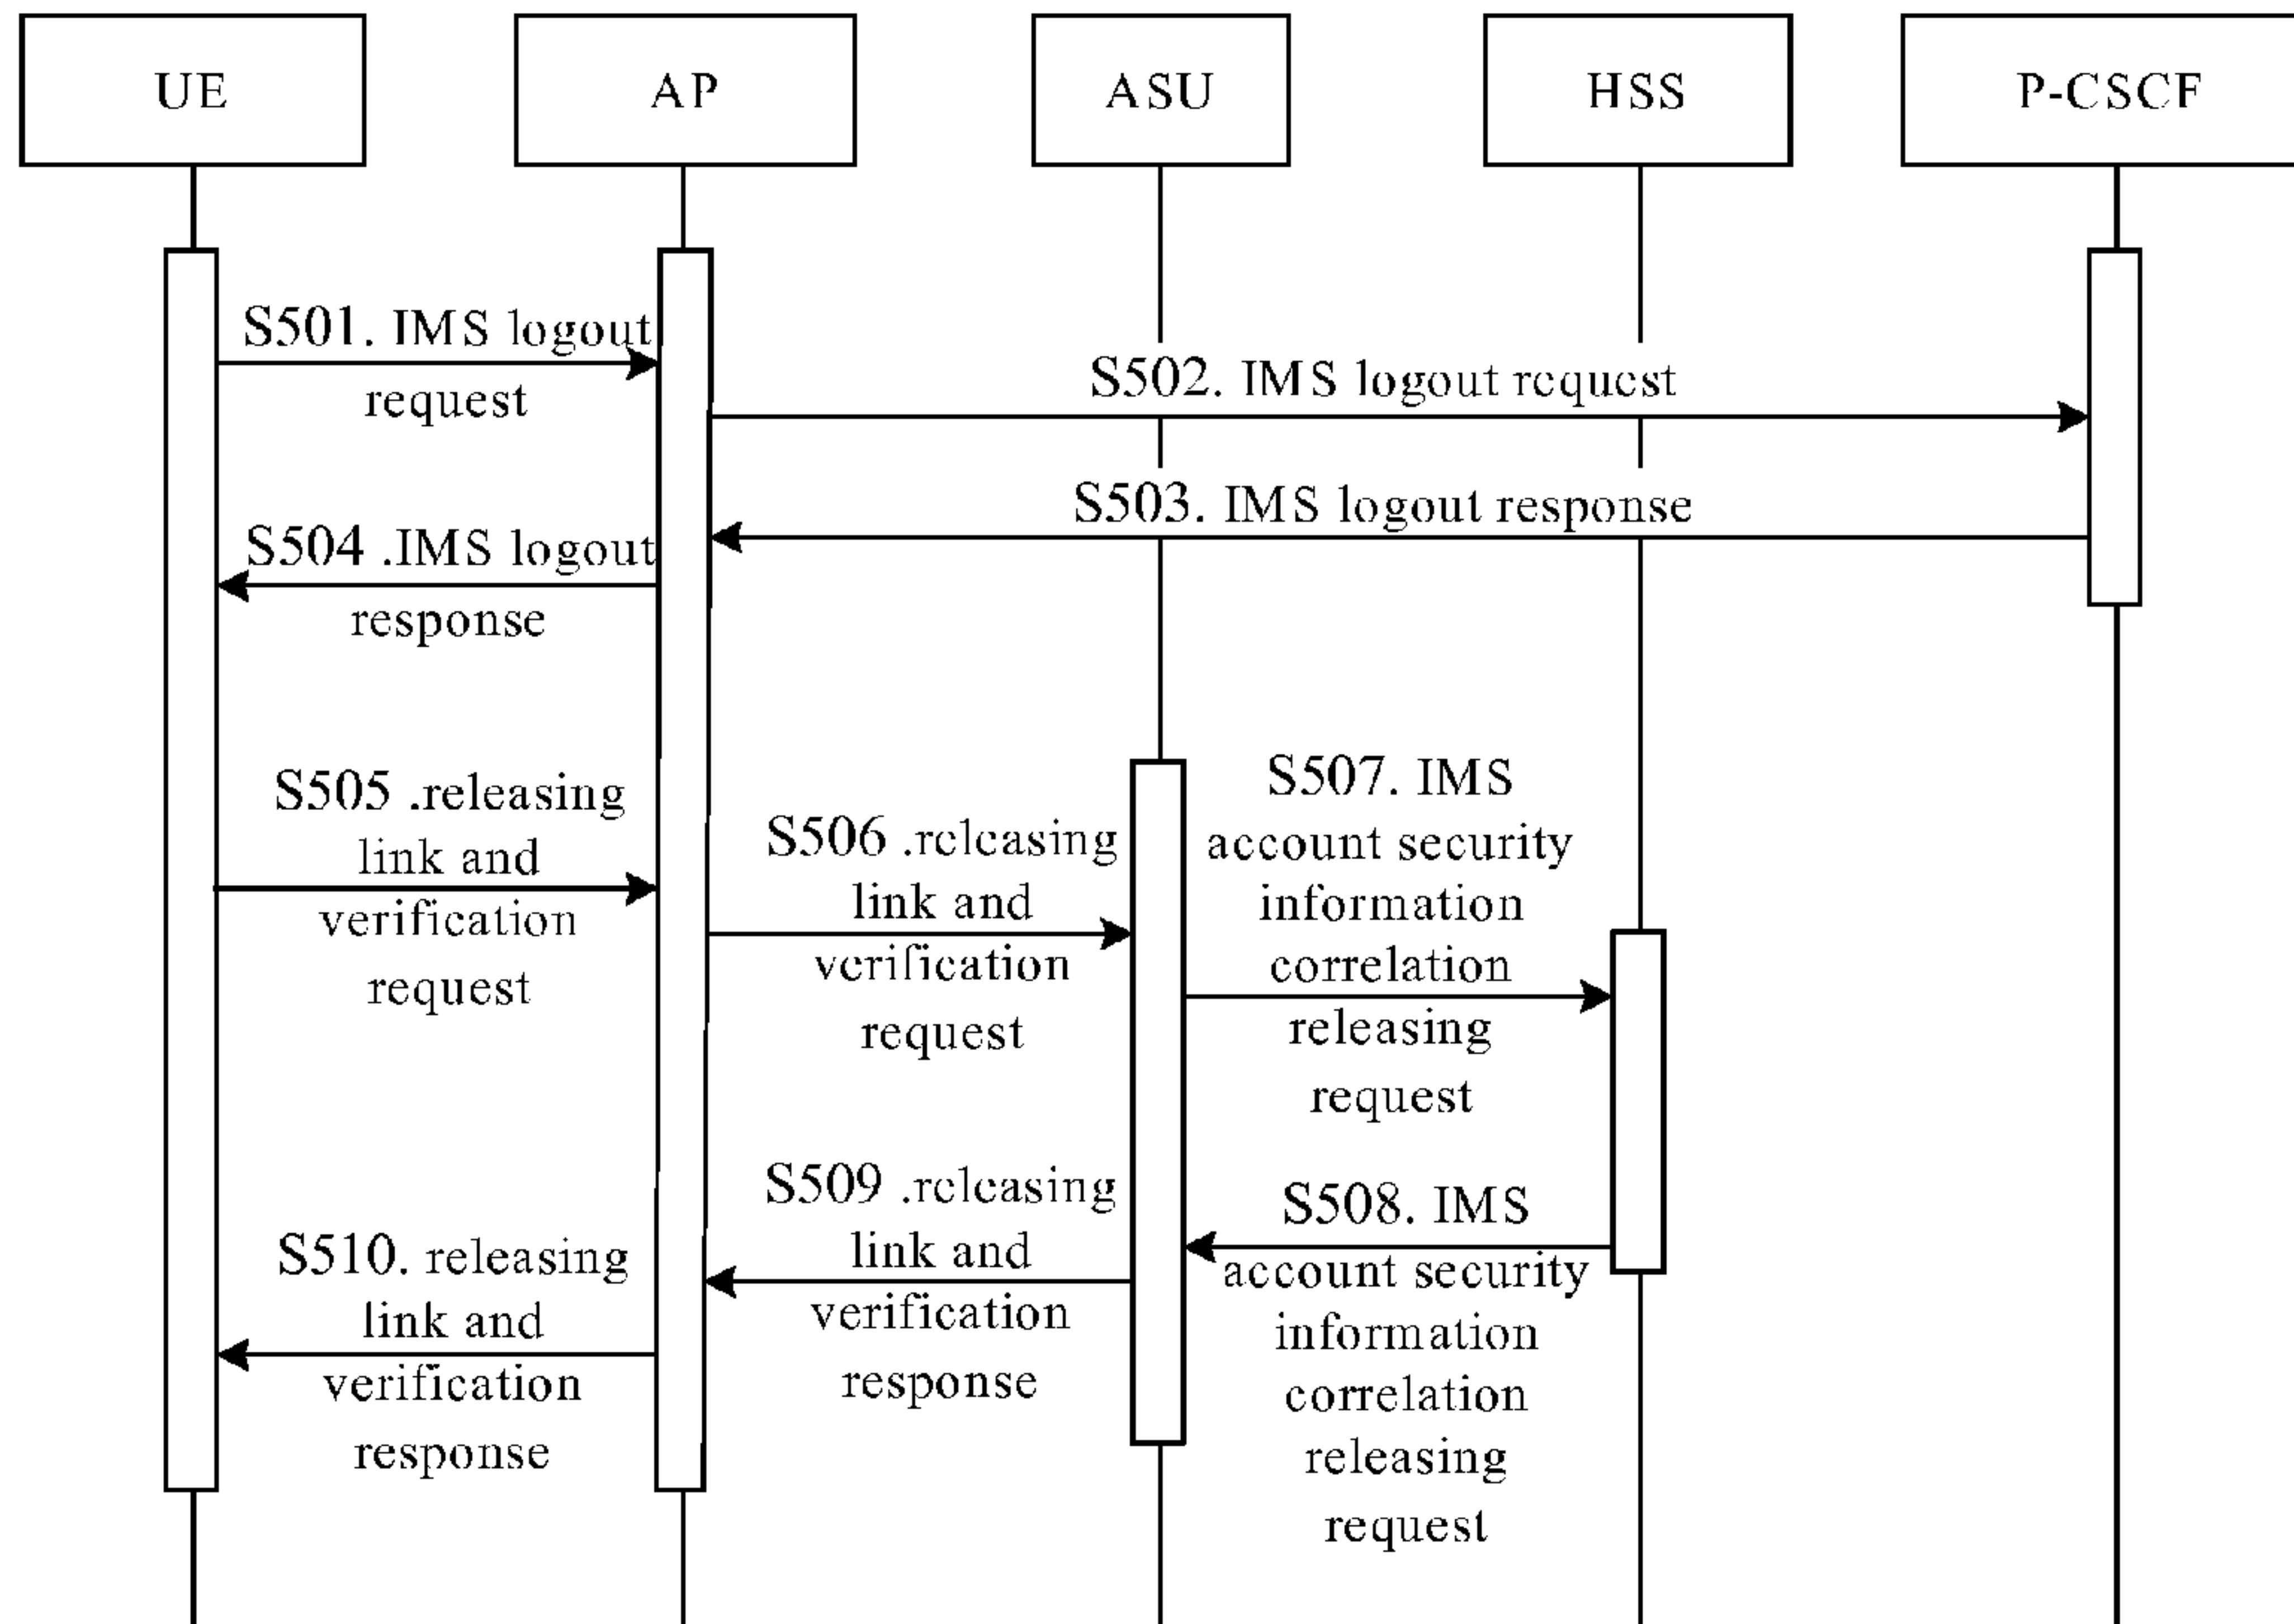 UE
AP
ASU
HSS
P-CSCF
S501. IMS logout
request
S502. IMS logout request
S503. IMS logout response
S504 .IMS logout
response
S505 .releasing
link and
verification
request
S506 .releasing
link and
verification
request
S507. IMS
account security
information
correlation
releasing
request
S508. IMS
account security
information
correlation
releasing
request
S509 .releasing
link and
verification
response
S510. releasing
link and
verification
response